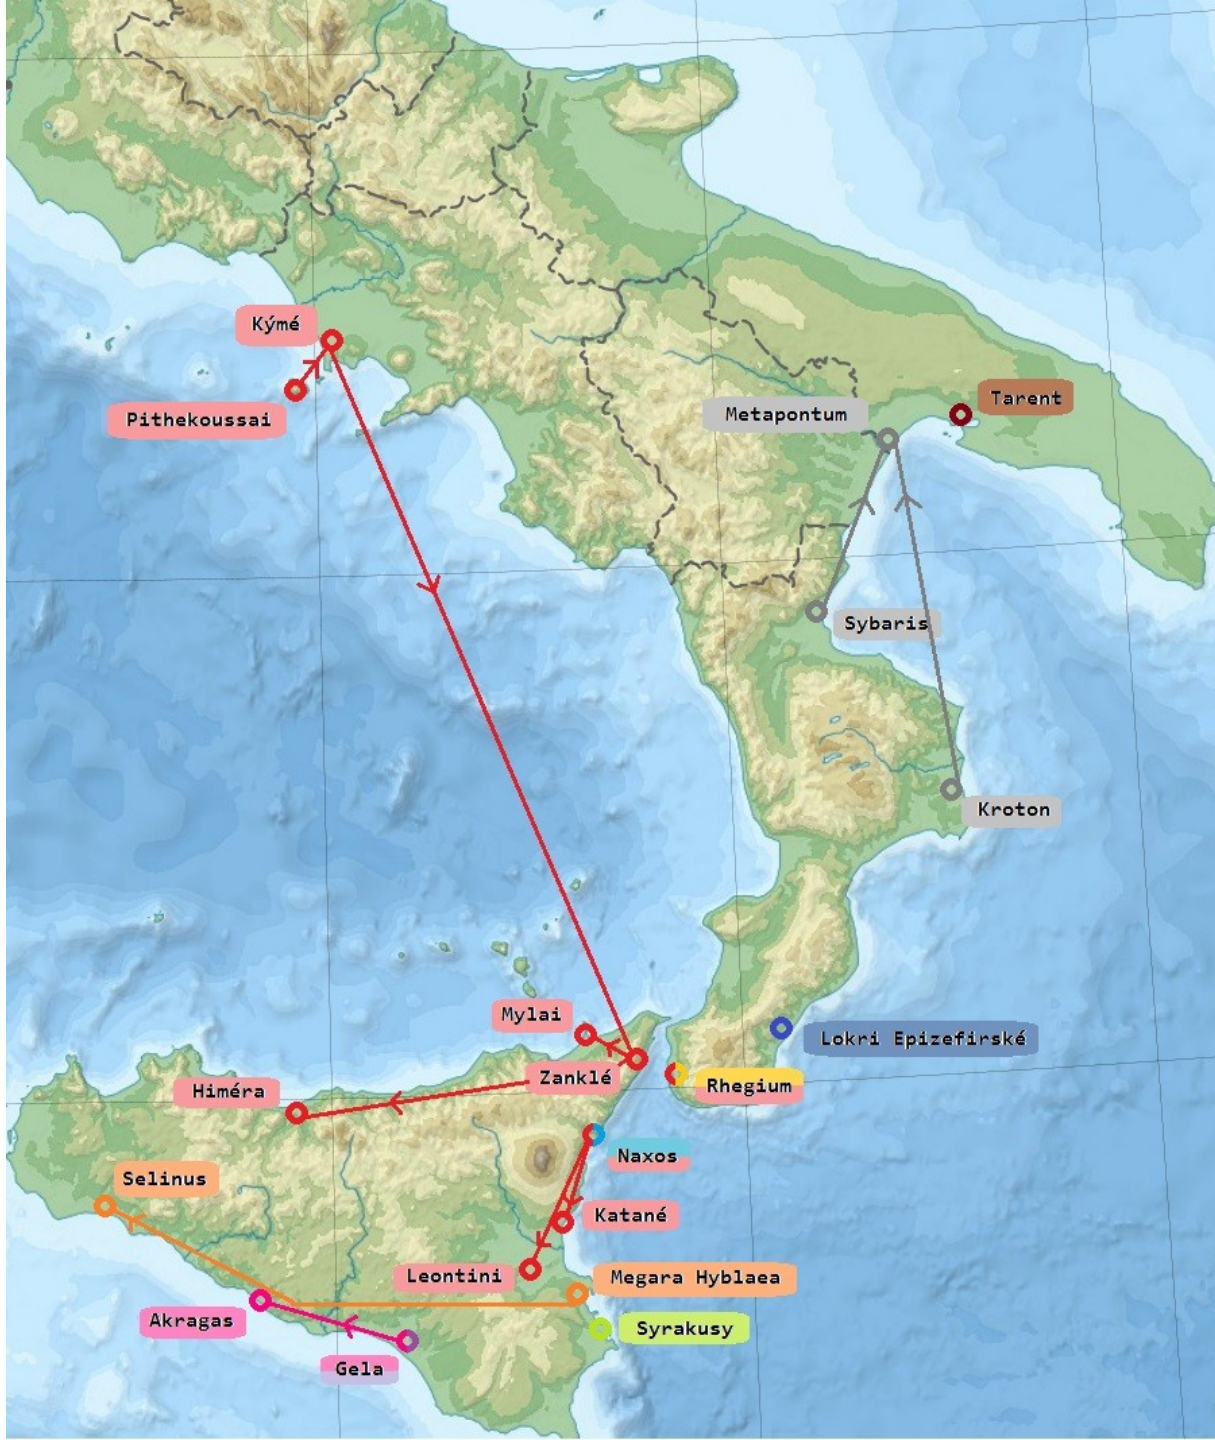 Kýmé
Pithekoussai
Tarent
Metapontum
Sybaris
Kroton
Mylai
Lokri Epizefirské
Zanklé
Rhegium
Himéra
Naxos
Selinus
Katané
Leontini
Megara Hyblaea
Akragas
Syrakusy
Gela